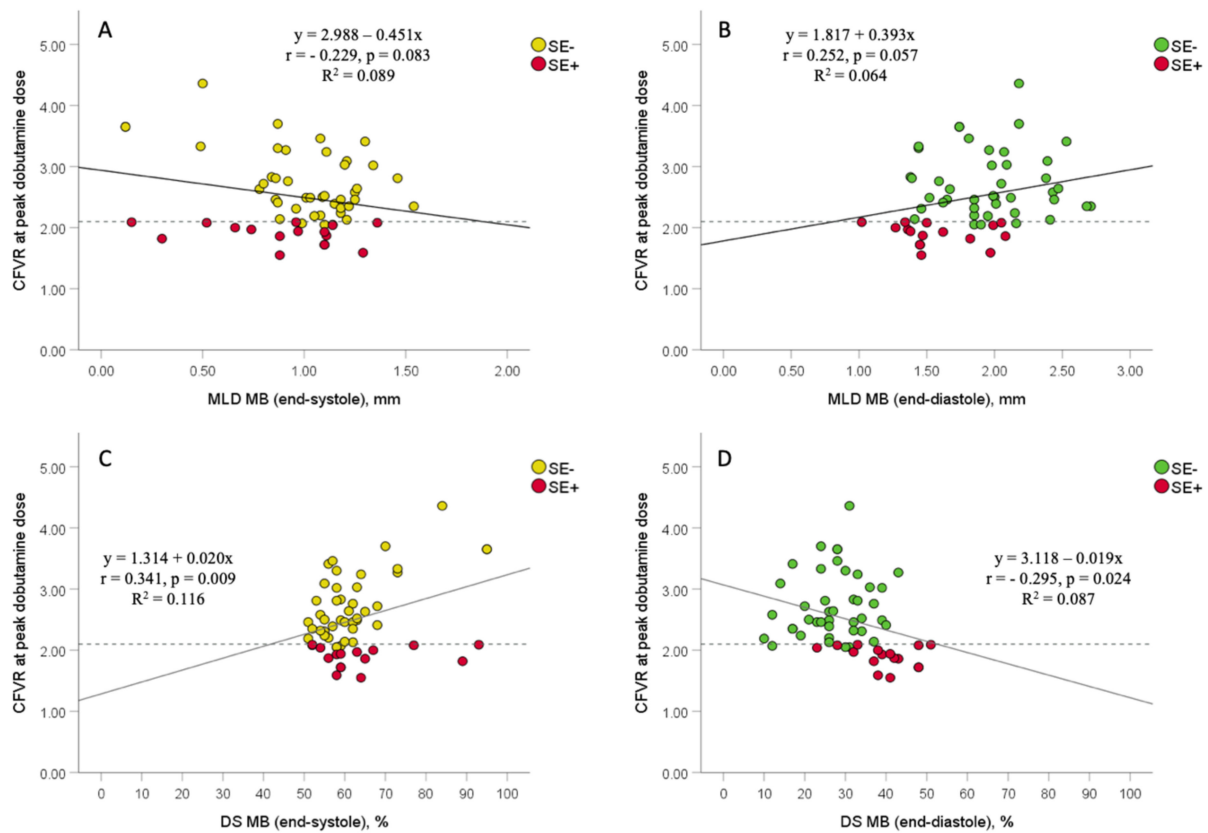 A
y = 2.988 – 0.451x
r = - 0.229, p = 0.083
R² = 0.089
SE-
SE+
CFVR at peak dobutamine dose
5.00
4.00
3.00
2.00
1.00
0.00
0.00 0.50 1.00 1.50 2.00
MLD MB (end-systole), mm
B
y = 1.817 + 0.393x
r = 0.252, p = 0.057
R² = 0.064
SE-
SE+
CFVR at peak dobutamine dose
5.00
4.00
3.00
2.00
1.00
0.00
0.00 0.50 1.00 1.50 2.00 2.50 3.00
MLD MB (end-diastole), mm
C
y = 1.314 + 0.020x
r = 0.341, p = 0.009
R² = 0.116
SE-
SE+
CFVR at peak dobutamine dose
5.00
4.00
3.00
2.00
1.00
0.00
0 10 20 30 40 50 60 70 80 90 100
DS MB (end-systole), %
D
y = 3.118 – 0.019x
r = - 0.295, p = 0.024
R² = 0.087
SE-
SE+
CFVR at peak dobutamine dose
5.00
4.00
3.00
2.00
1.00
0.00
0 10 20 30 40 50 60 70 80 90 100
DS MB (end-diastole), %